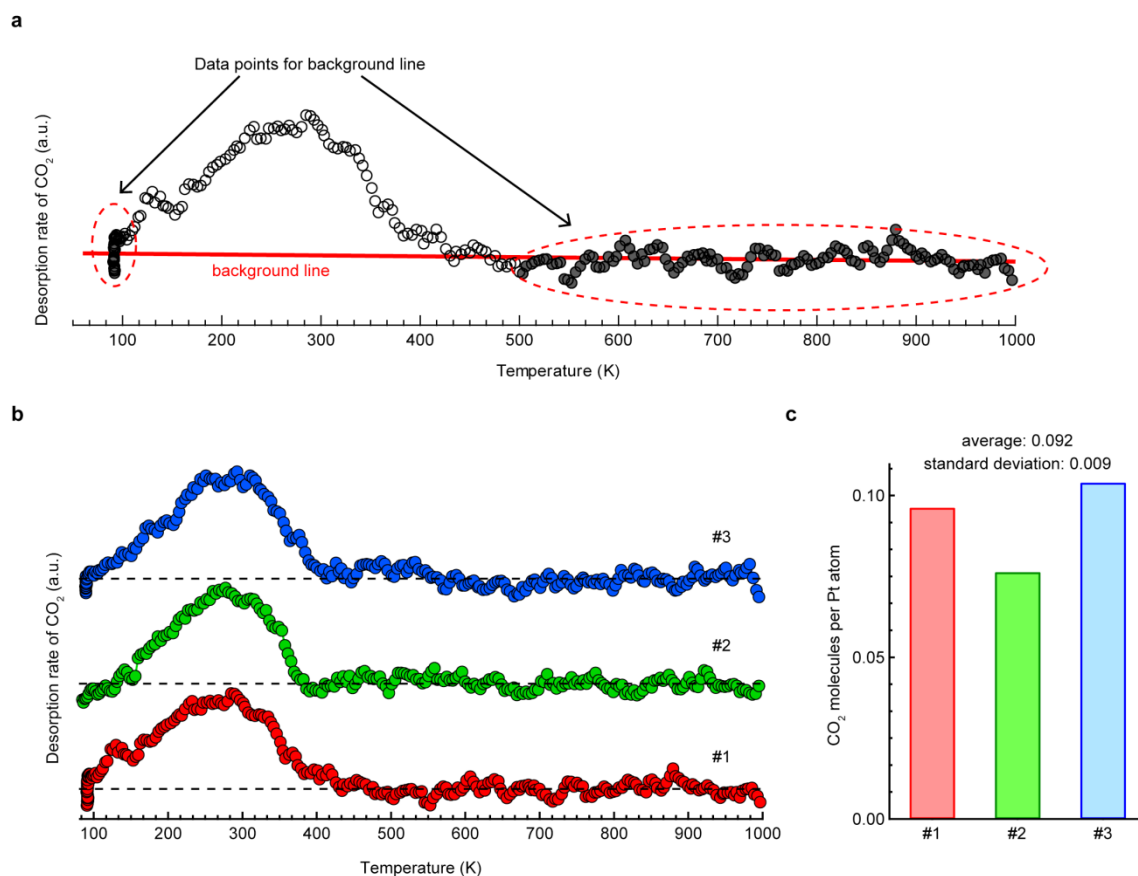 a
Data points for background line
Desorption rate of CO₂ (a.u.)
background line
100 200 300 400 500 600 700 800 900 1000
Temperature (K)
b
Desorption rate of CO₂ (a.u.)
#3
#2
#1
100 200 300 400 500 600 700 800 900 1000
Temperature (K)
c
average: 0.092
standard deviation: 0.009
CO₂ molecules per Pt atom
0.10
0.05
0.00
#1 #2 #3